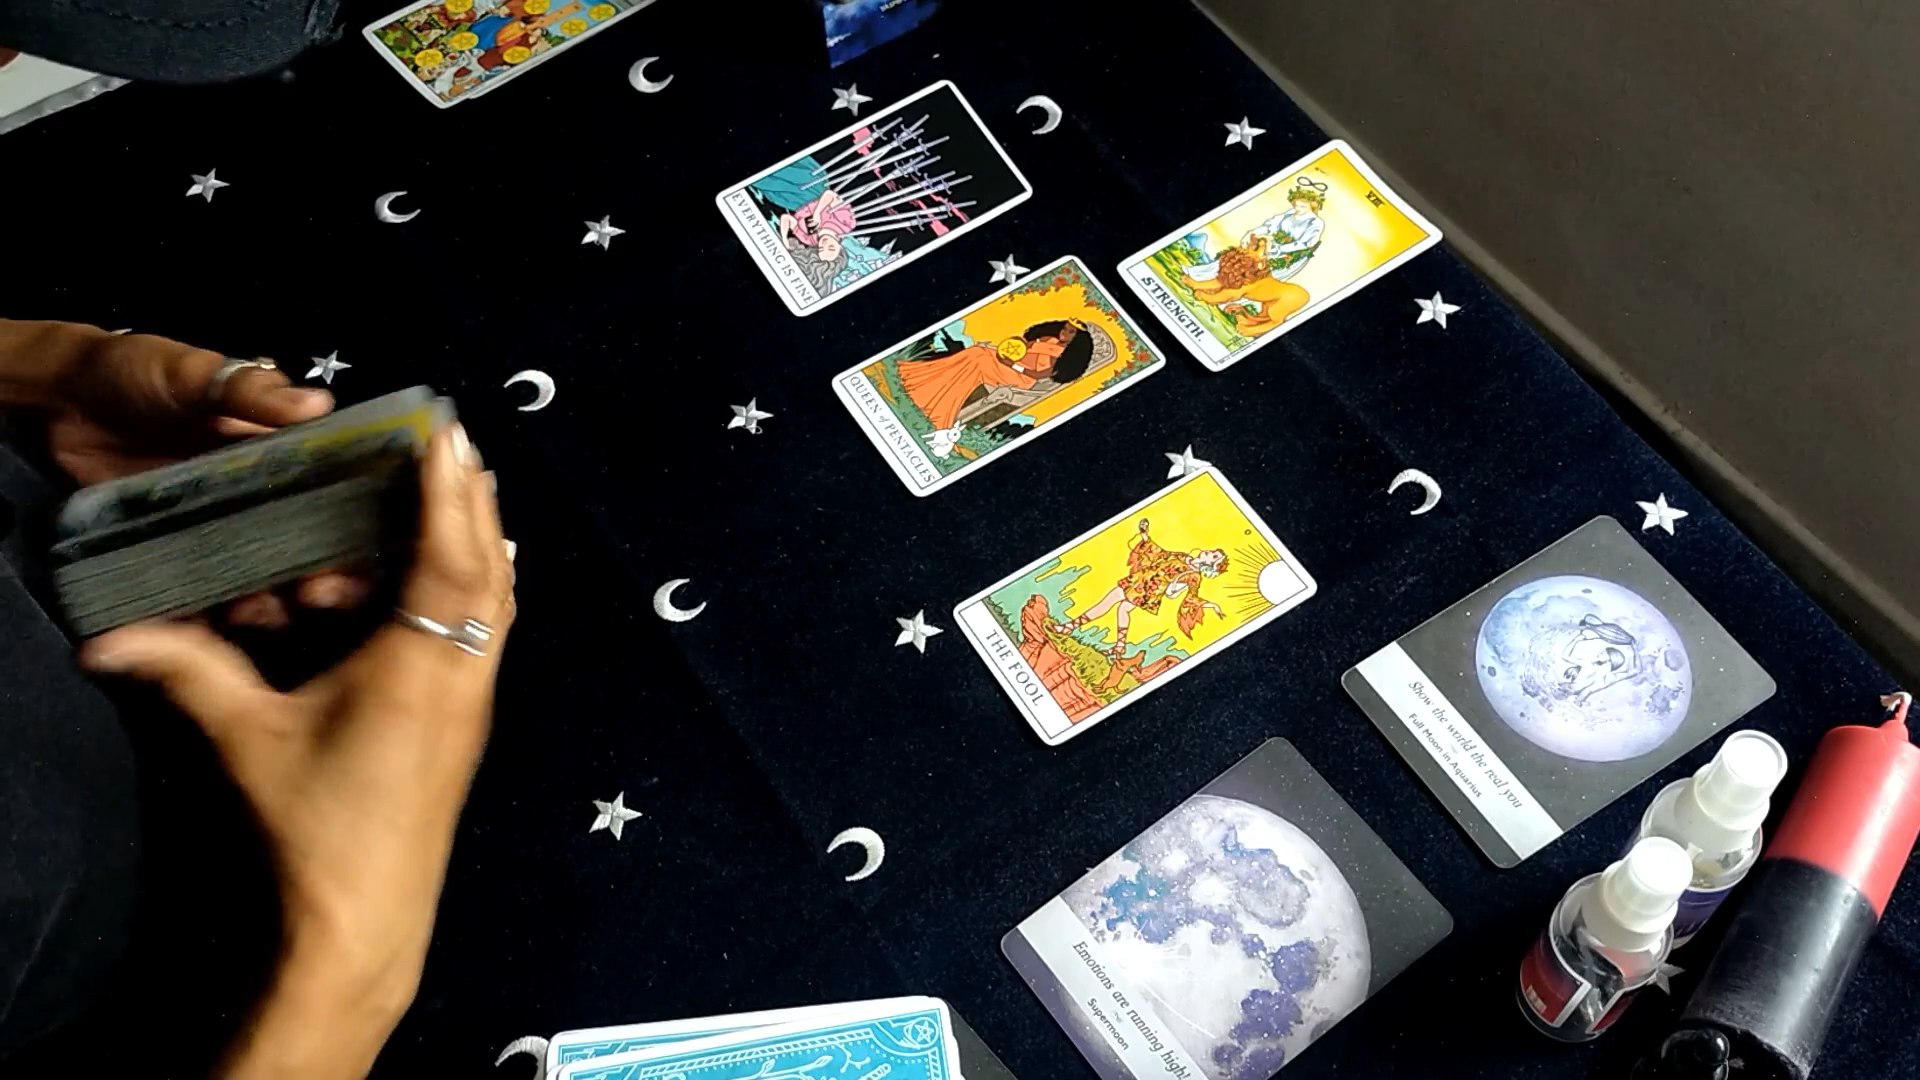 EVERYTHING IS FINE
VIII
STRENGTH.
QUEEN of PENTACLES
0
THE FOOL
Show the world the real you
Full Moon in Aquarius
Emotions are running high!
Supermoon